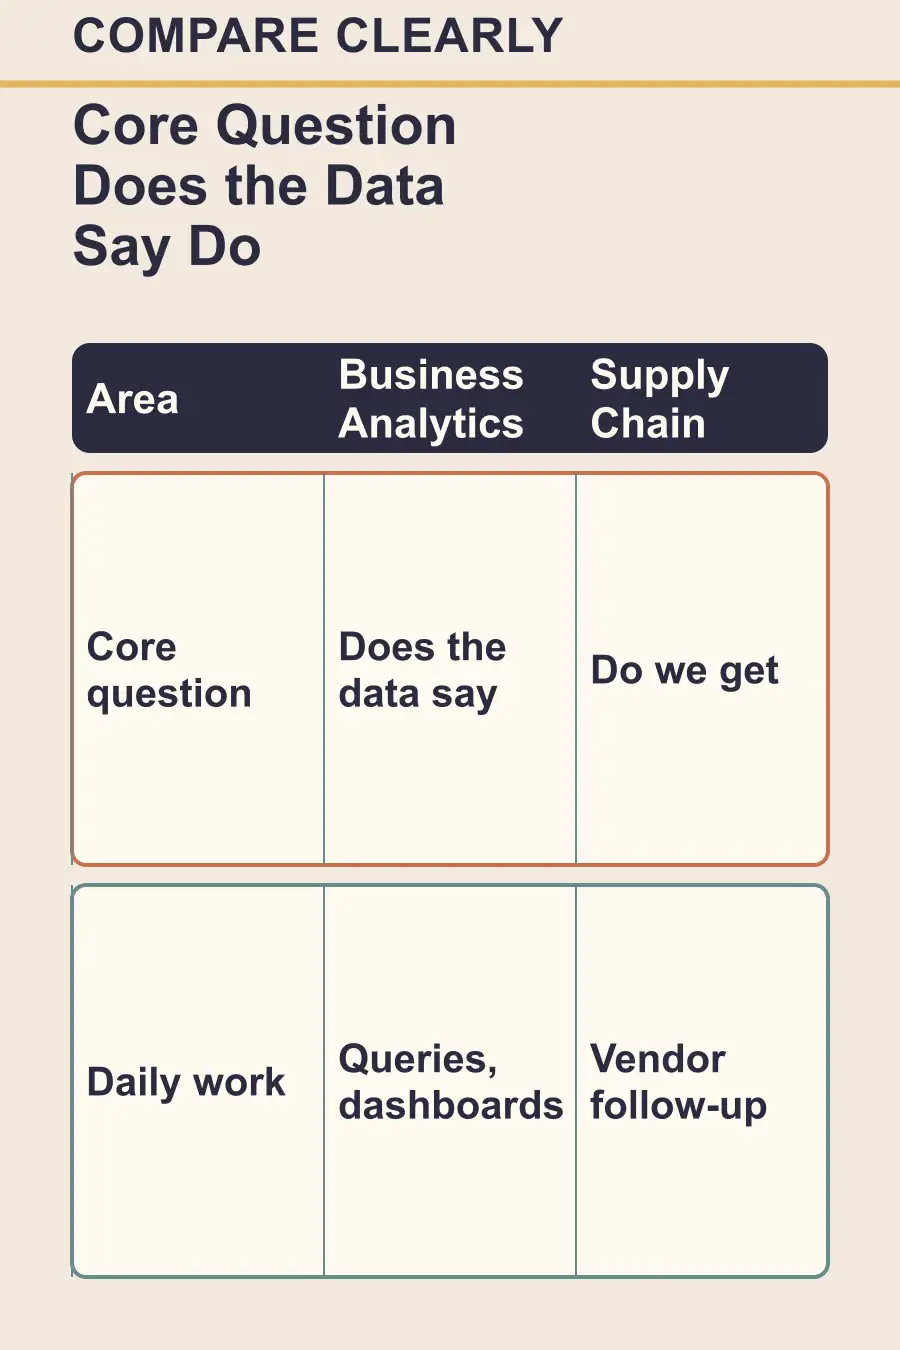 COMPARE CLEARLY
Core Question
Does the Data
Say Do
Area
Business
Analytics
Supply
Chain
Core
question
Does the
data say
Do we get
Daily work
Queries,
dashboards
Vendor
follow-up